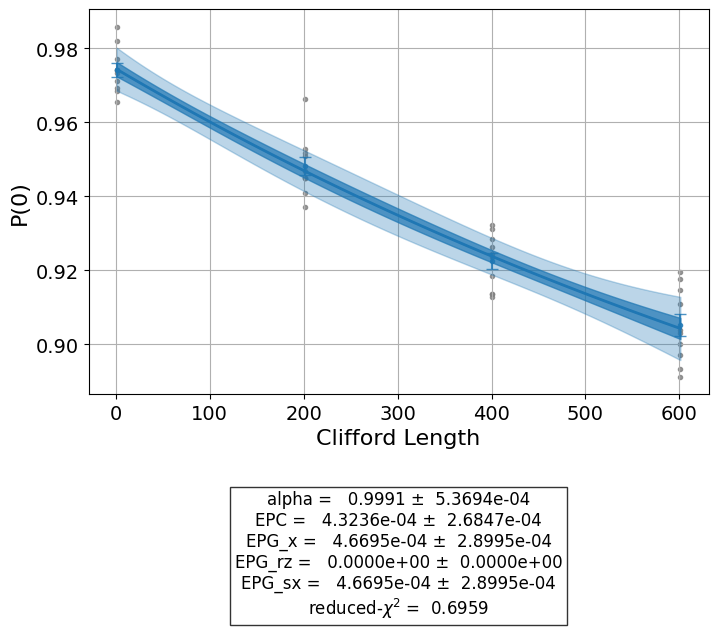 0.98
0.96
0.94
0.92
0.90
P(0)
0 100 200 300 400 500 600
Clifford Length
alpha = 0.9991 ± 5.3694e-04
EPC = 4.3236e-04 ± 2.6847e-04
EPG_x = 4.6695e-04 ± 2.8995e-04
EPG_rz = 0.0000e+00 ± 0.0000e+00
EPG_sx = 4.6695e-04 ± 2.8995e-04
reduced-χ² = 0.6959